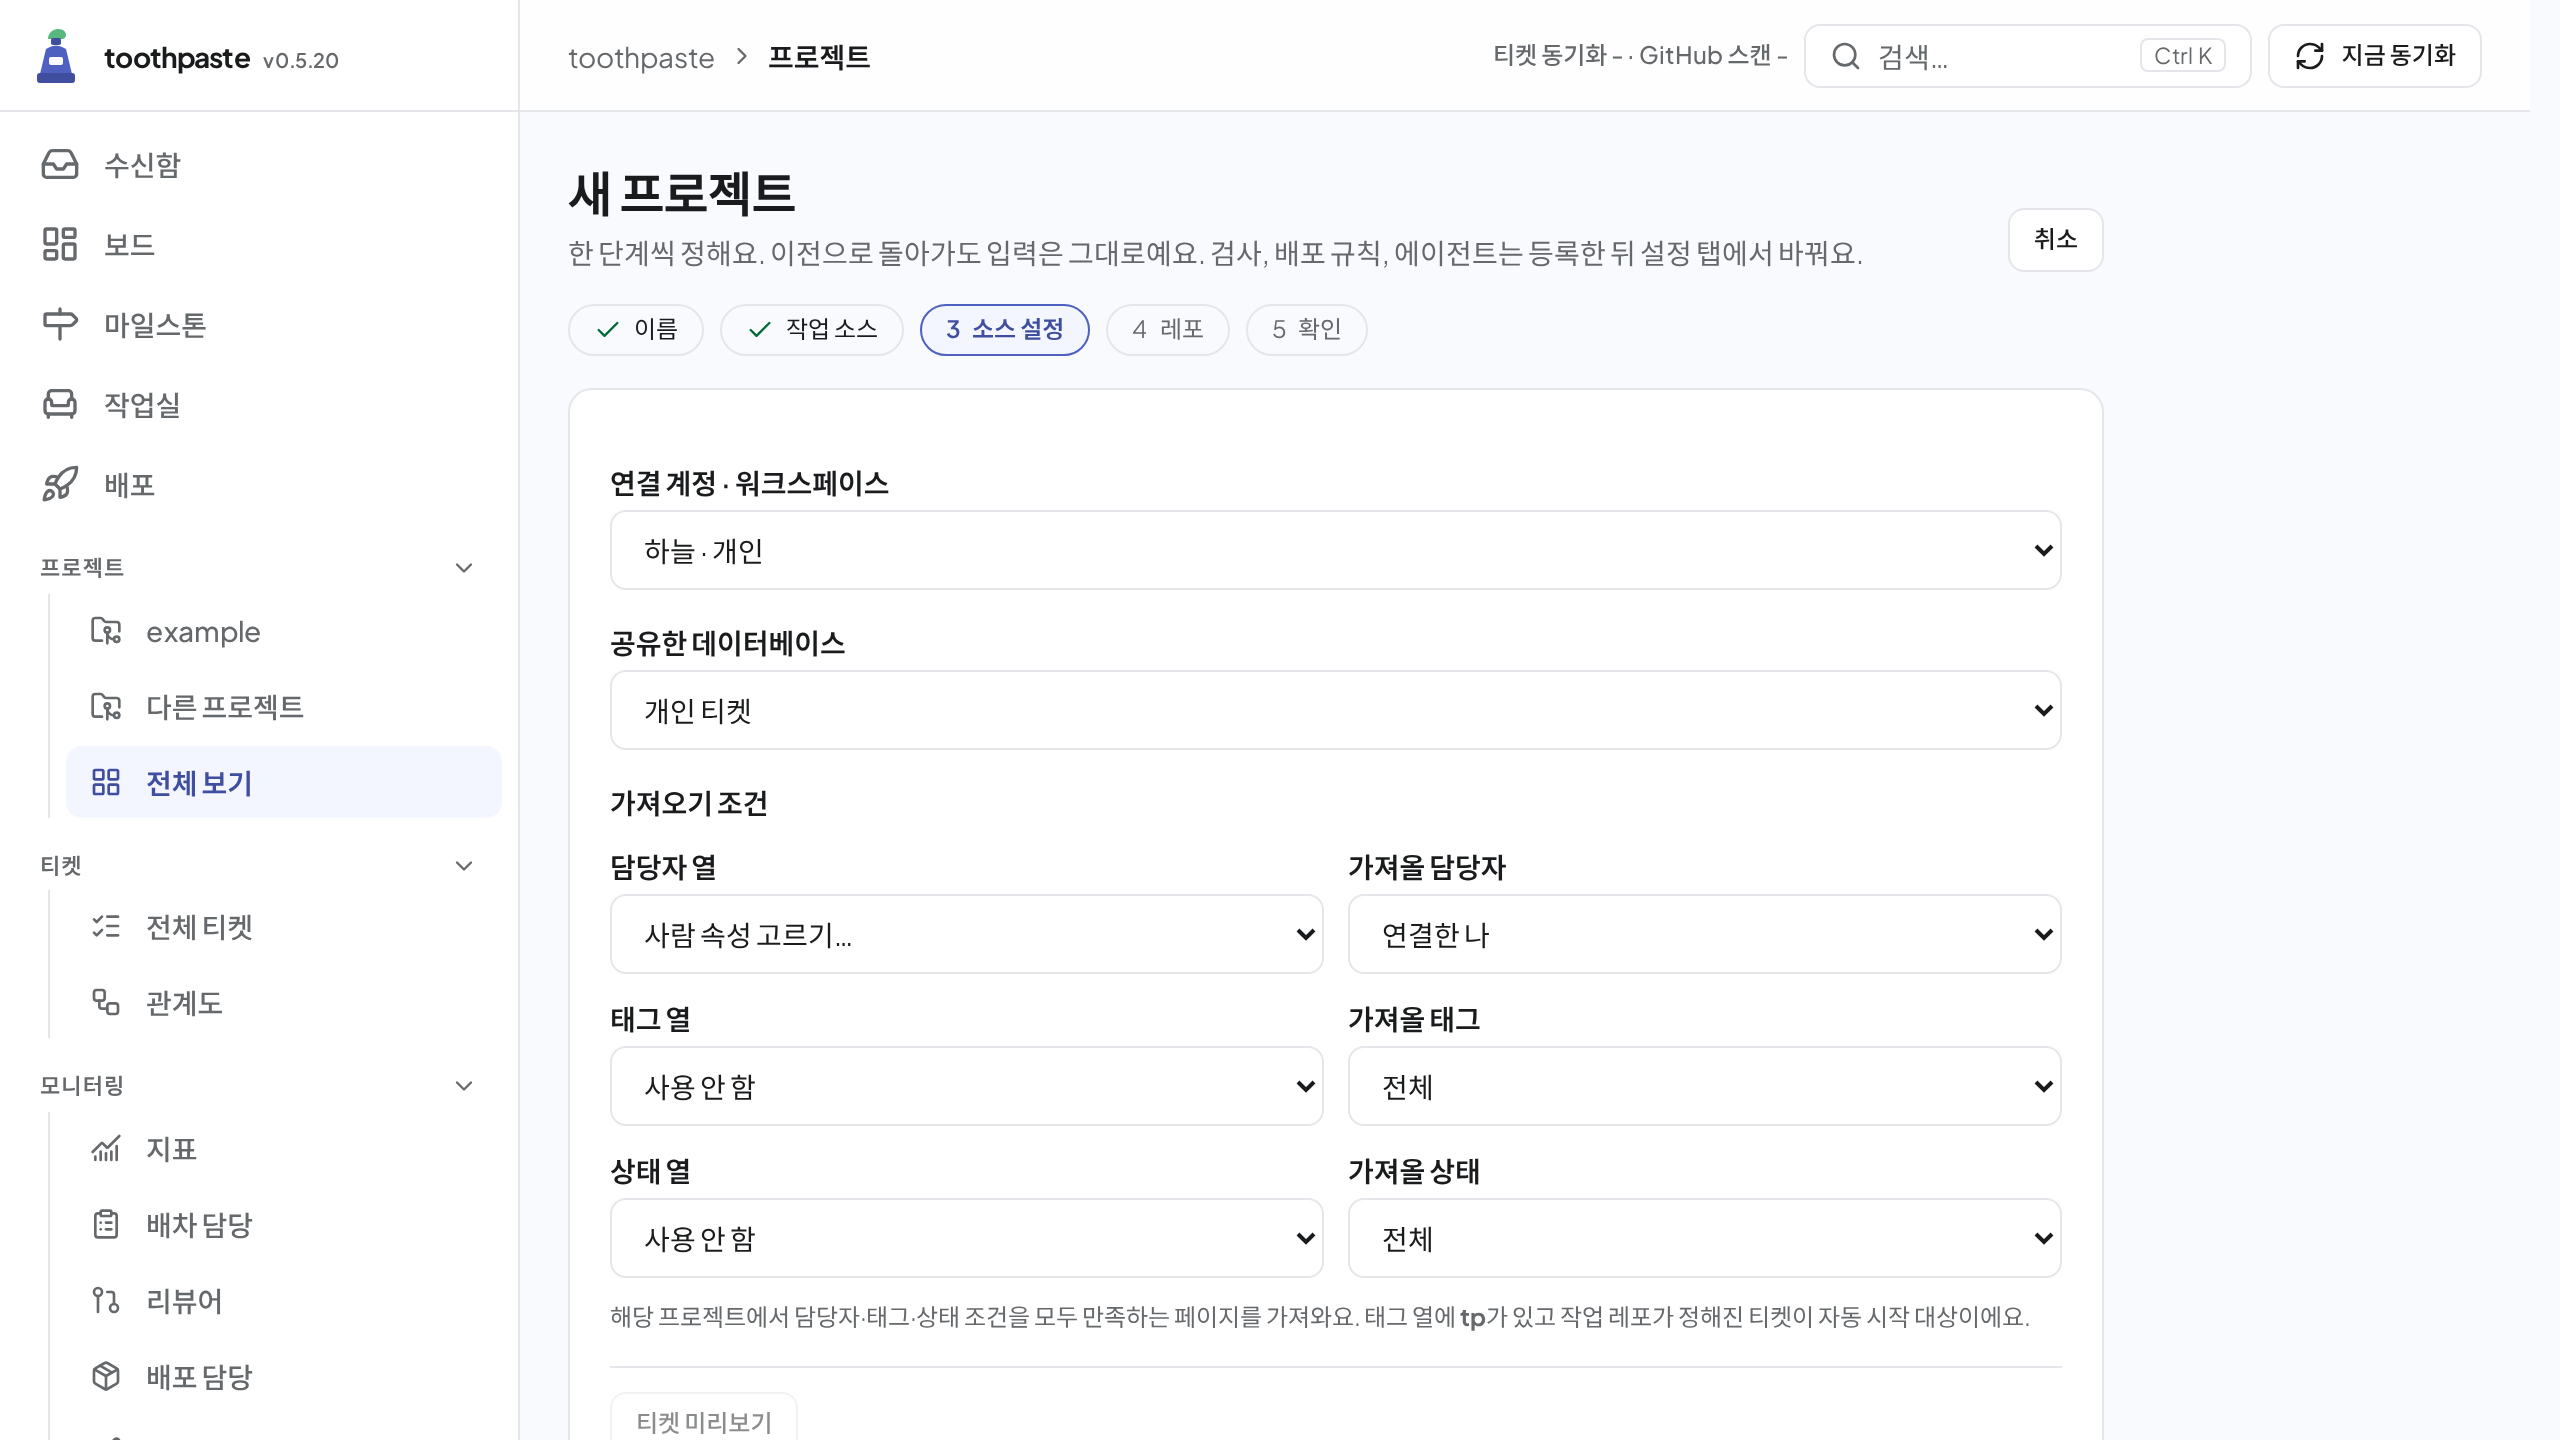 toothpaste v0.5.20
toothpaste > 프로젝트
티켓 동기화 - · GitHub 스캔 -
검색...
Ctrl K
지금 동기화
수신함
보드
마일스톤
작업실
배포
프로젝트
example
다른 프로젝트
전체 보기
티켓
전체 티켓
관계도
모니터링
지표
배차 담당
리뷰어
배포 담당
새 프로젝트
한 단계씩 정해요. 이전으로 돌아가도 입력은 그대로예요. 검사, 배포 규칙, 에이전트는 등록한 뒤 설정 탭에서 바꿔요.
취소
이름
작업 소스
3 소스 설정
4 레포
5 확인
연결 계정 · 워크스페이스
하늘 · 개인
공유한 데이터베이스
개인 티켓
가져오기 조건
담당자 열
가져올 담당자
사람 속성 고르기...
연결한 나
태그 열
가져올 태그
사용 안 함
전체
상태 열
가져올 상태
사용 안 함
전체
해당 프로젝트에서 담당자·태그·상태 조건을 모두 만족하는 페이지를 가져와요. 태그 열에 tp가 있고 작업 레포가 정해진 티켓이 자동 시작 대상이에요.
티켓 미리보기